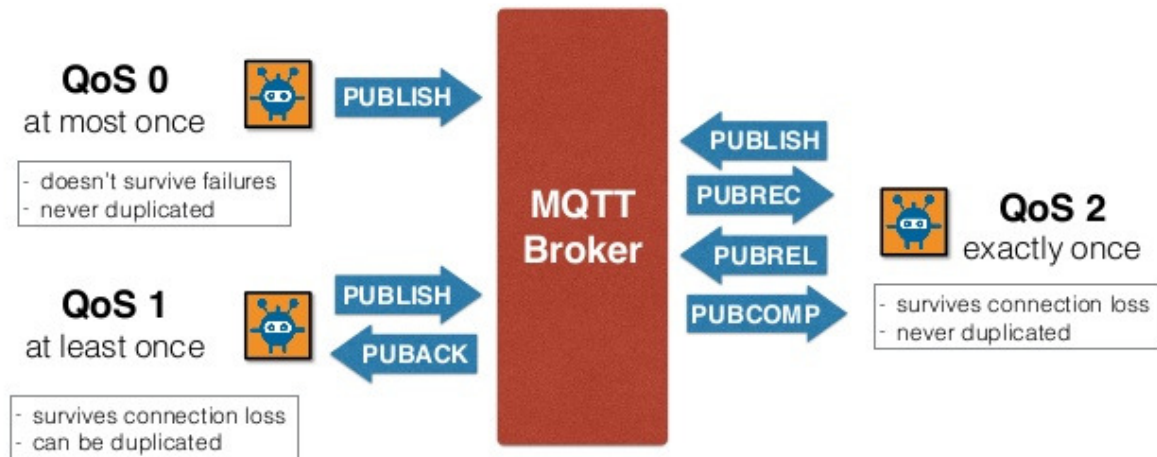 QoS 0
at most once
PUBLISH
- doesn't survive failures
- never duplicated
QoS 1
at least once
PUBLISH
PUBACK
- survives connection loss
- can be duplicated
MQTT
Broker
PUBLISH
PUBREC
PUBREL
PUBCOMP
QoS 2
exactly once
- survives connection loss
- never duplicated